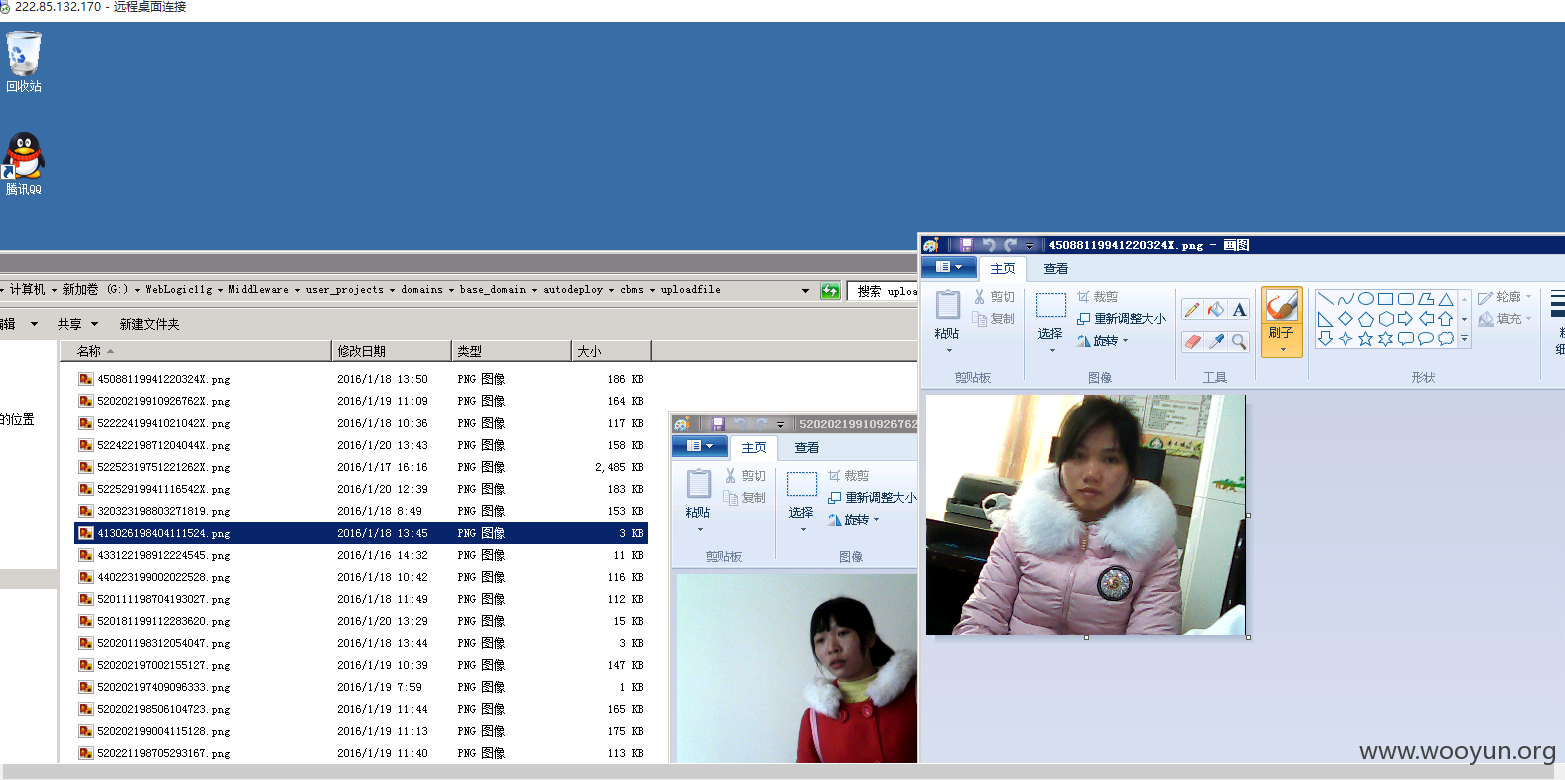 222.85.132.170 - 远程桌面连接
回收站
腾讯QQ
计算机 新加卷 (G:) WebLogic11g Middleware user_projects domains base_domain autodeploy cbms uploadfile 搜索 uploa
辑 共享 新建文件夹
名称 修改日期 类型 大小
的位置
45088119941220324X.png 2016/1/18 13:50 PNG 图像 186 KB
52020219910926762X.png 2016/1/19 11:09 PNG 图像 164 KB
52222419941021042X.png 2016/1/18 10:36 PNG 图像 117 KB
52242219871204044X.png 2016/1/20 13:43 PNG 图像 158 KB
52252319751221262X.png 2016/1/17 16:16 PNG 图像 2,485 KB
52252919941116542X.png 2016/1/20 12:39 PNG 图像 183 KB
320323198803271819.png 2016/1/18 8:49 PNG 图像 153 KB
413026198404111524.png 2016/1/18 13:45 PNG 图像 3 KB
433122198912224545.png 2016/1/16 14:32 PNG 图像 11 KB
440223199002022528.png 2016/1/18 10:42 PNG 图像 116 KB
520111198704193027.png 2016/1/18 11:49 PNG 图像 112 KB
520181199112283620.png 2016/1/20 13:29 PNG 图像 15 KB
520201198312054047.png 2016/1/18 13:44 PNG 图像 3 KB
520202197002155127.png 2016/1/19 10:39 PNG 图像 147 KB
520202197409096333.png 2016/1/19 7:59 PNG 图像 1 KB
520202198506104723.png 2016/1/19 11:44 PNG 图像 165 KB
520202199004115128.png 2016/1/19 11:13 PNG 图像 175 KB
520221198705293167.png 2016/1/19 11:40 PNG 图像 113 KB
52020219910926762
主页 查看
粘贴 剪切 复制 选择 裁剪 重新调整大小 旋转
剪贴板 图像
45088119941220324X.png - 画图
主页 查看
粘贴 剪切 复制 选择 裁剪 重新调整大小 旋转 A 刷子 轮廓 填充 粗细
剪贴板 图像 工具 形状
www.wooyun.org